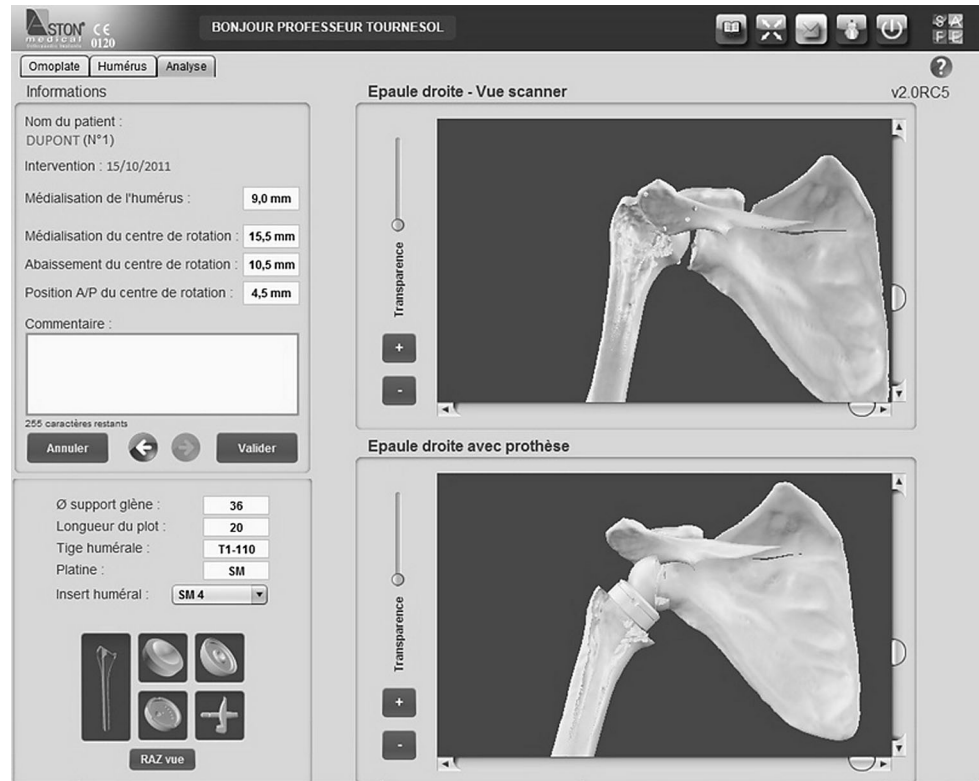 ASTON
medical
Orthopaedic Implants
CE
0120
BONJOUR PROFESSEUR TOURNESOL
SA
FE
Omoplate
Humérus
Analyse
?
Informations
Nom du patient :
DUPONT (N°1)
Intervention : 15/10/2011
Médialisation de l'humérus : 9,0 mm
Médialisation du centre de rotation : 15,5 mm
Abaissement du centre de rotation : 10,5 mm
Position A/P du centre de rotation : 4,5 mm
Commentaire :
255 caractères restants
Annuler
Valider
Ø support glène : 36
Longueur du plot : 20
Tige humérale : T1-110
Platine : SM
Insert huméral : SM 4
RAZ vue
Epaule droite - Vue scanner
v2.0RC5
Transparence
+
-
Epaule droite avec prothèse
Transparence
+
-